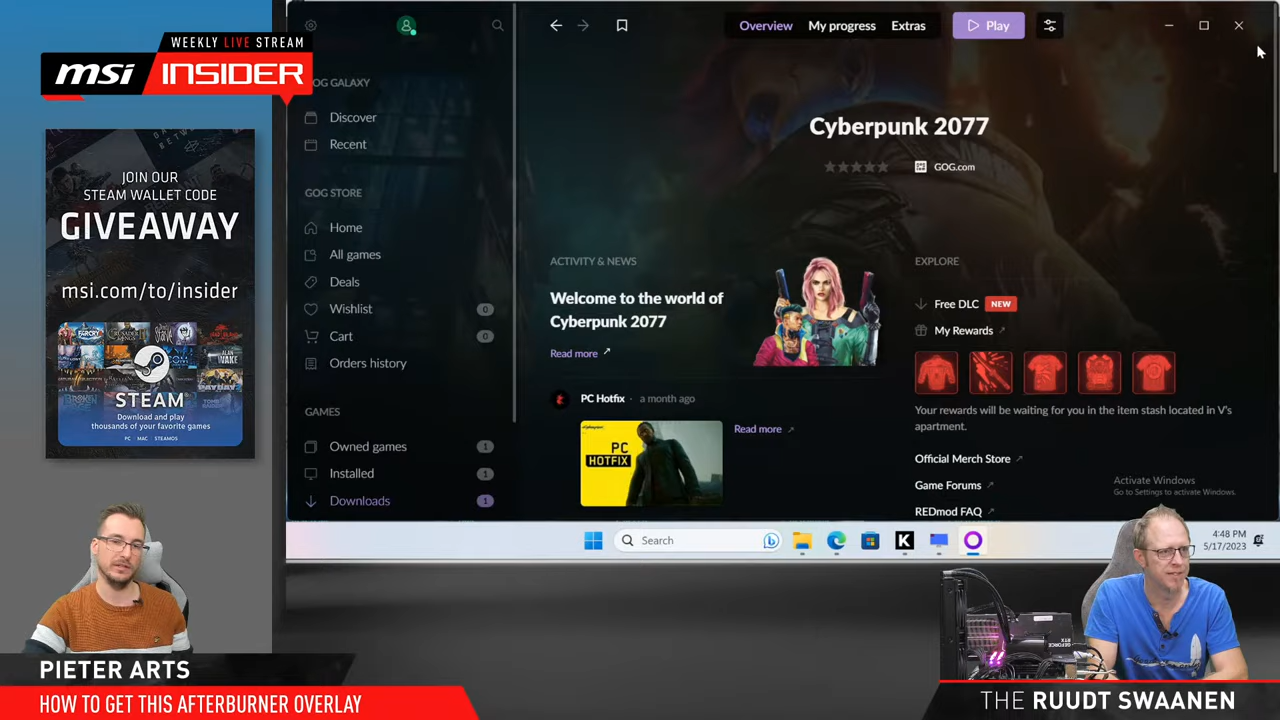 WEEKLY LIVE STREAM
msi INSIDER
JOIN OUR
STEAM WALLET CODE
GIVEAWAY
msi.com/to/insider
STEAM
Download and play
thousands of your favorite games
PC | MAC | STEAMOS
OG GALAXY
Discover
Recent
GOG STORE
Home
All games
Deals
Wishlist 0
Cart 0
Orders history
GAMES
Owned games 1
Installed 1
Downloads 1
Overview
My progress
Extras
Play
Cyberpunk 2077
GOG.com
ACTIVITY & NEWS
Welcome to the world of
Cyberpunk 2077
Read more
PC Hotfix · a month ago
PC
HOTFIX
Read more
EXPLORE
Free DLC NEW
My Rewards
Your rewards will be waiting for you in the item stash located in V's
apartment.
Official Merch Store
Game Forums
REDmod FAQ
Activate Windows
Go to Settings to activate Windows.
Search
K
4:48 PM
5/17/2023
GEFORCE RTX
PIETER ARTS
HOW TO GET THIS AFTERBURNER OVERLAY
THE RUUDT SWAANEN